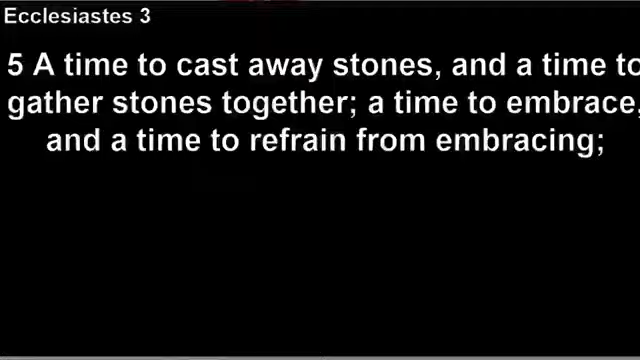 Ecclesiastes 3
5 A time to cast away stones, and a time to
gather stones together; a time to embrace,
and a time to refrain from embracing;